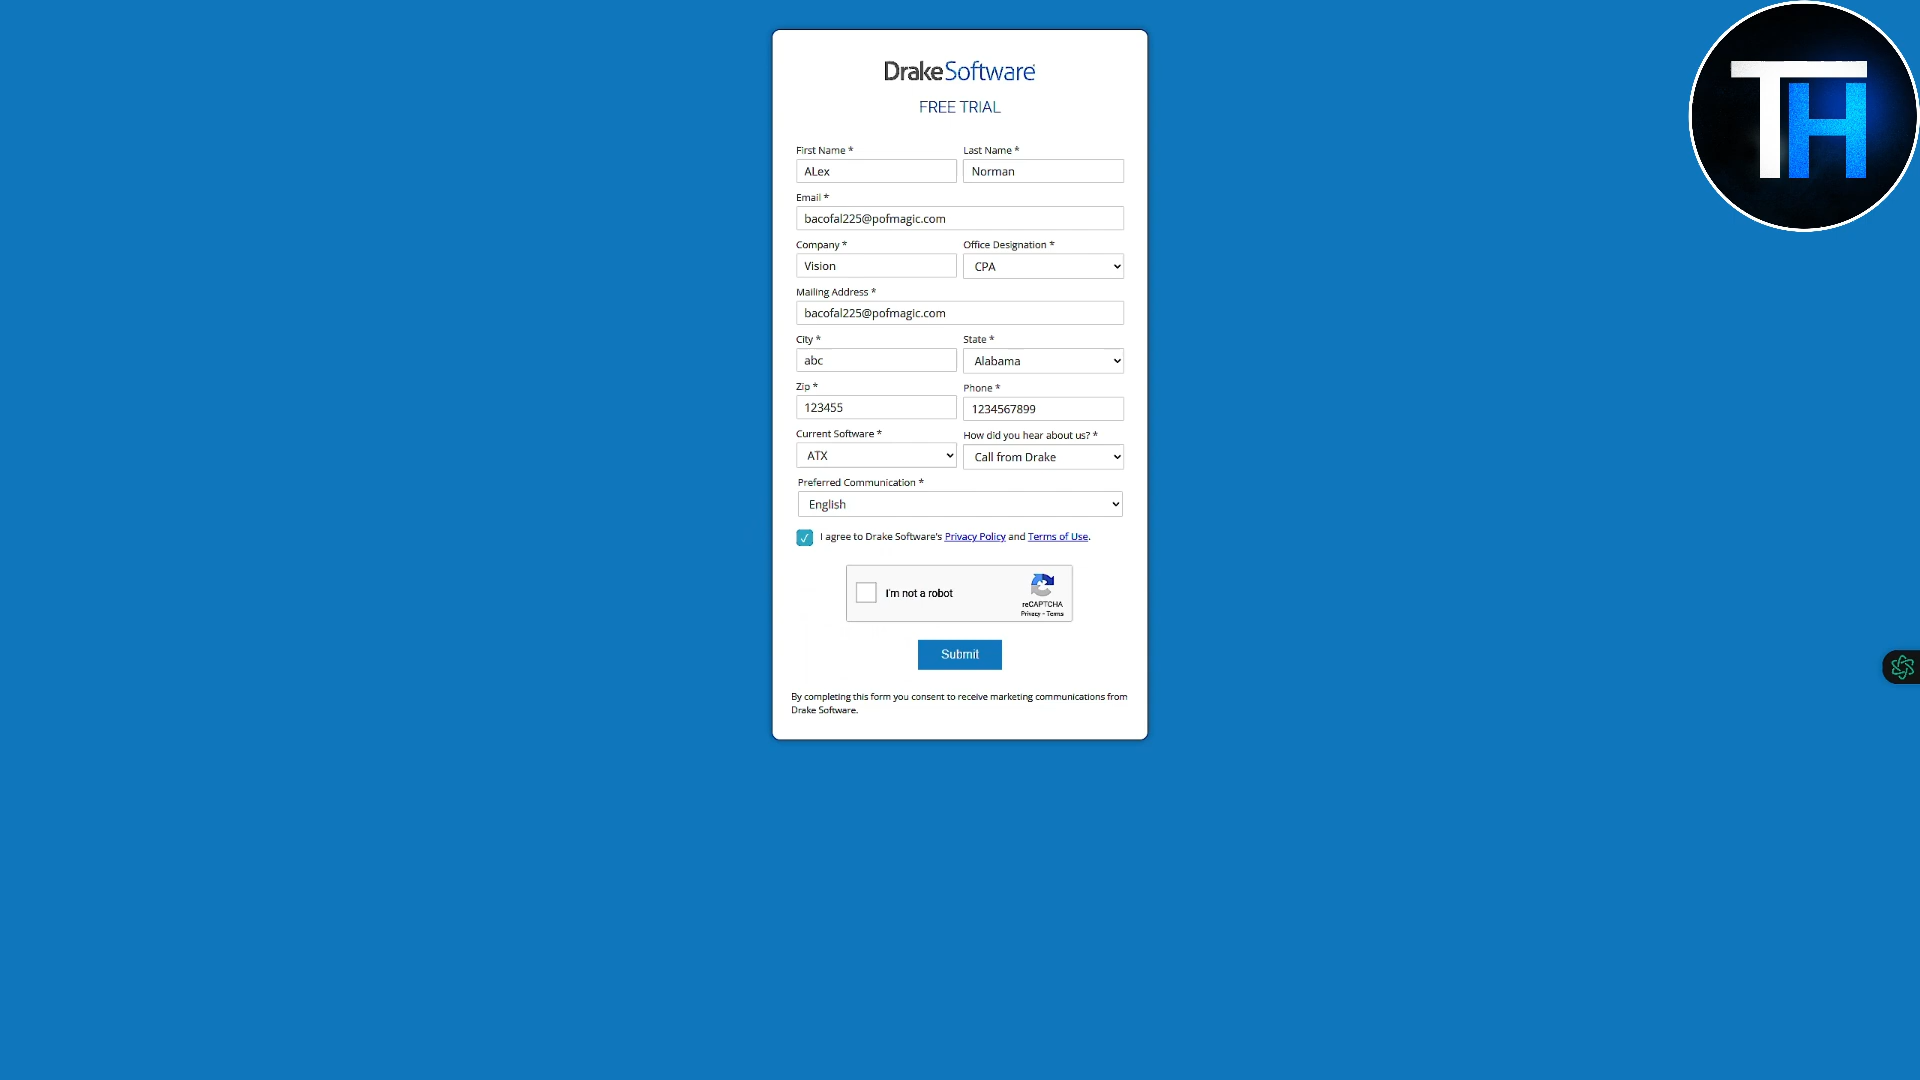 TH
DrakeSoftware
FREE TRIAL
First Name * Last Name *
ALex Norman
Email *
bacofal225@pofmagic.com
Company * Office Designation *
Vision CPA
Mailing Address *
bacofal225@pofmagic.com
City * State *
abc Alabama
Zip * Phone *
123455 1234567899
Current Software * How did you hear about us? *
ATX Call from Drake
Preferred Communication *
English
I agree to Drake Software's Privacy Policy and Terms of Use.
I'm not a robot
reCAPTCHA
Privacy - Terms
Submit
By completing this form you consent to receive marketing communications from
Drake Software.